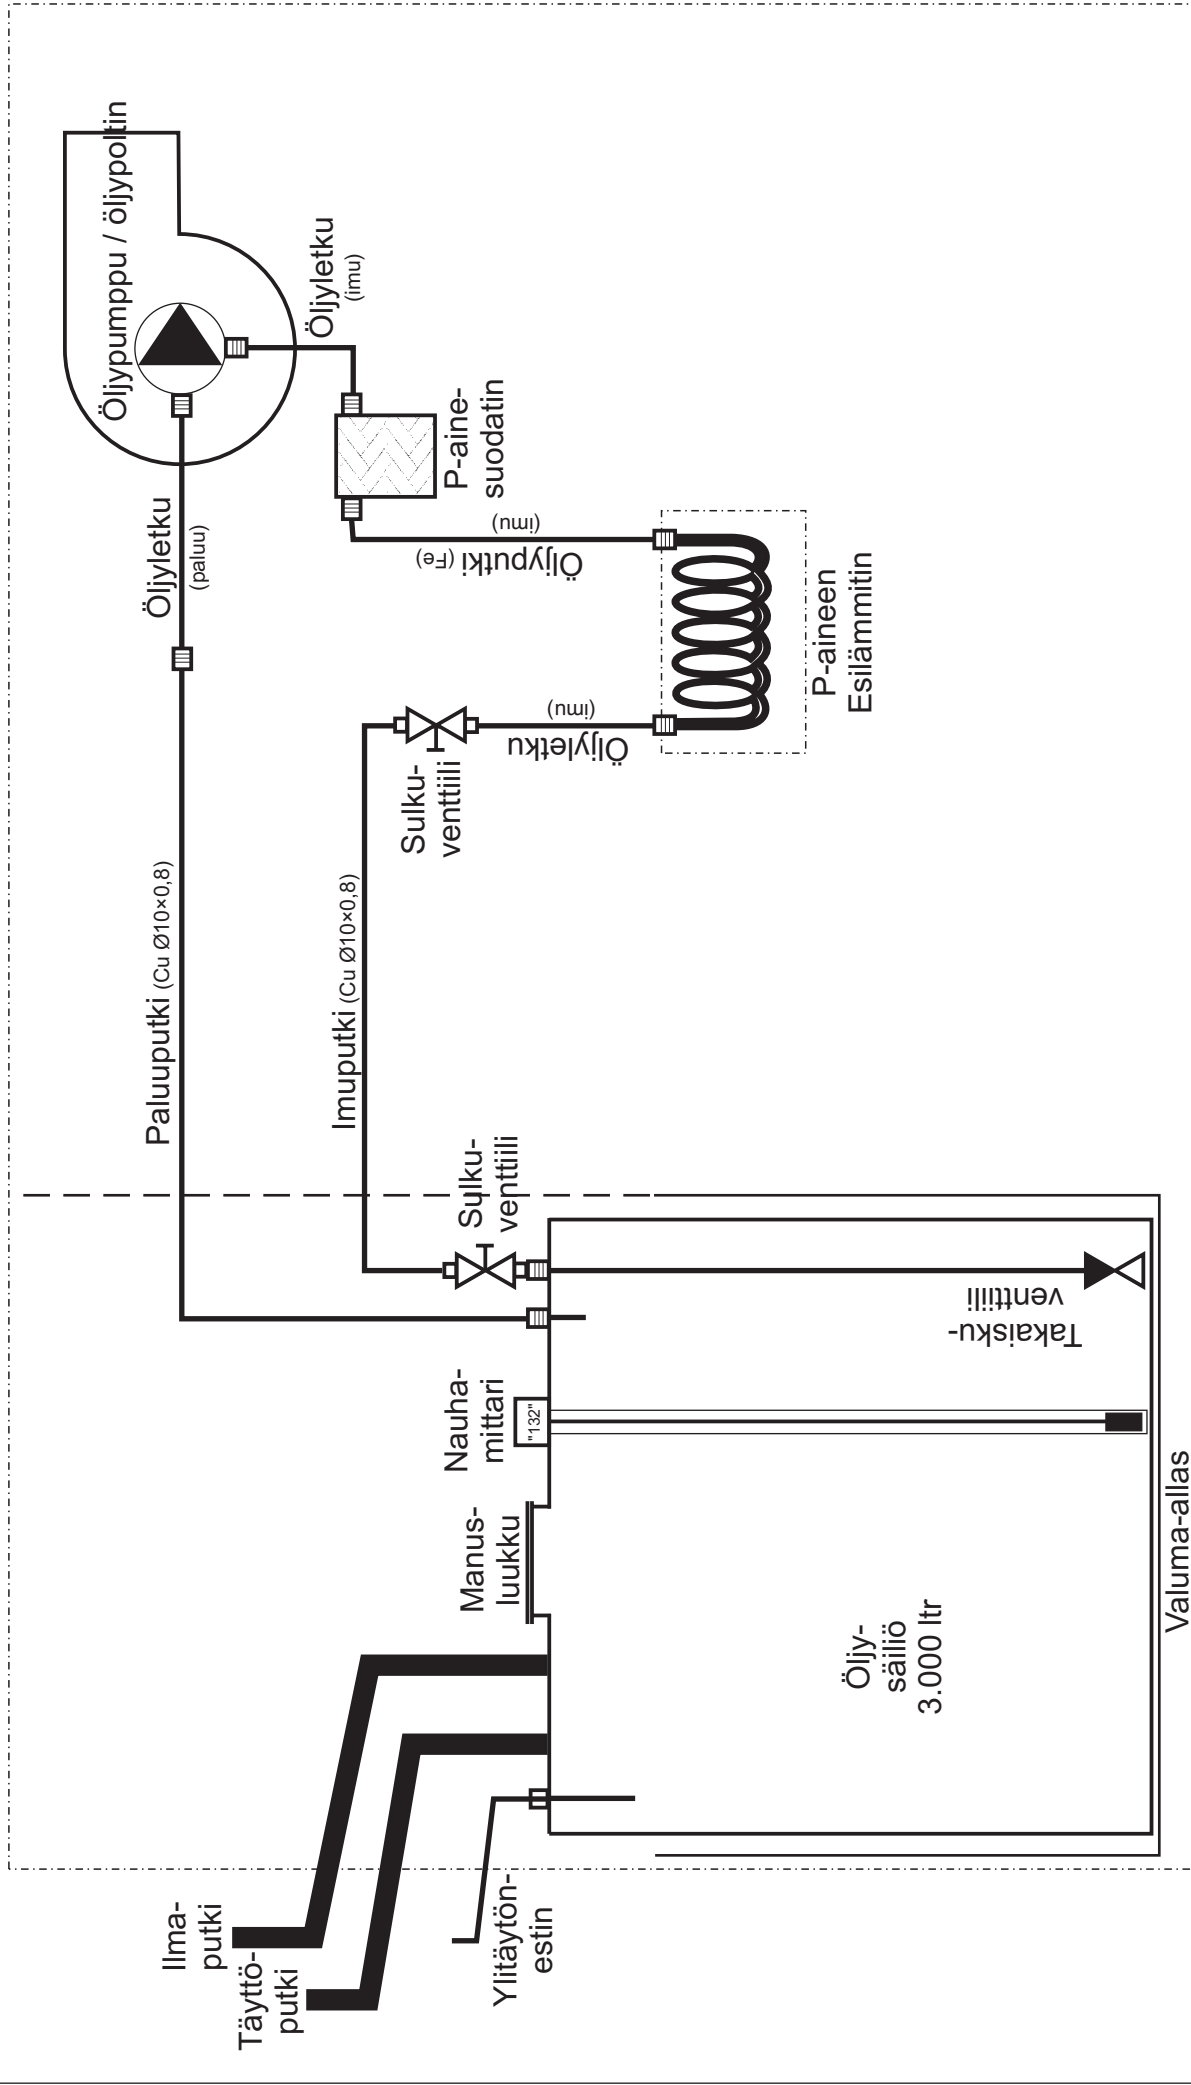 Ilma-
putki
Täyttö-
putki
Ylitäytön-
estin
Manus-
luukku
Nauha-
mittari
"132"
Sulku-
venttiili
Takaisku-
venttiili
Öljy-
säiliö
3.000 ltr
Valuma-allas
Paluuputki (Cu Ø10×0,8)
Imuputki (Cu Ø10×0,8)
Sulku-
venttiili
Öljyletku
(imu)
P-aineen
Esilämmitin
Öljyputki (Fe)
(imu)
P-aine-
suodatin
Öljyletku
(imu)
Öljyletku
(paluu)
Öljypumppu / öljypoltin